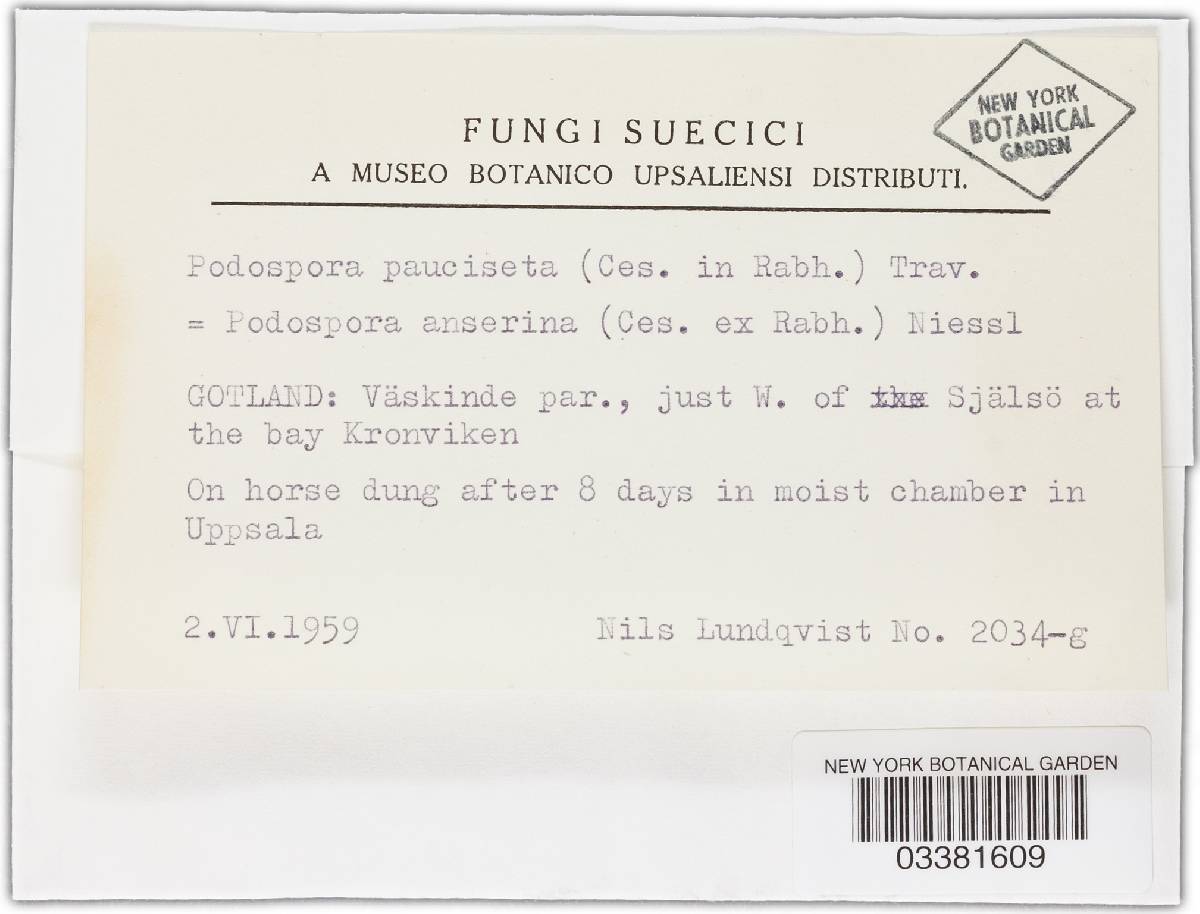 NEW YORK
BOTANICAL
GARDEN
FUNGI SUECICI
A MUSEO BOTANICO UPSALIENSI DISTRIBUTI.
Podospora pauciseta (Ces. in Rabh.) Trav.
= Podospora anserina (Ces. ex Rabh.) Niessl
GOTLAND: Väskinde par., just W. of Själsö at
the bay Kronviken
On horse dung after 8 days in moist chamber in
Uppsala
2.VI.1959 Nils Lundqvist No. 2034-g
NEW YORK BOTANICAL GARDEN
03381609